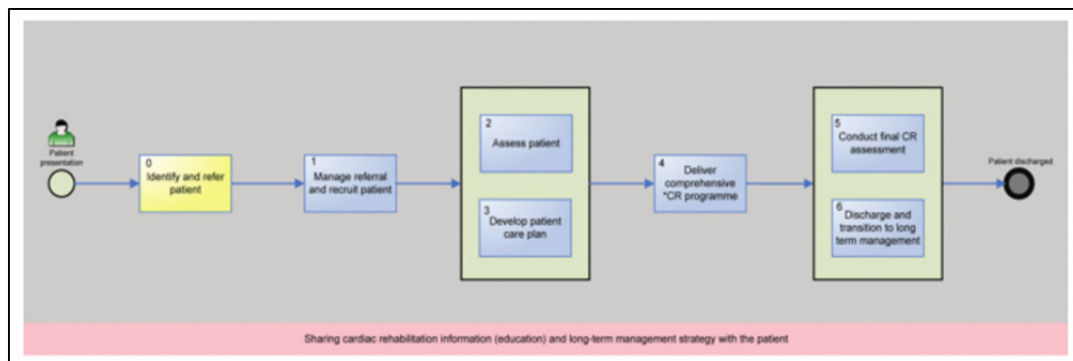 Patient
presentation
0
Identify and refer
patient
1
Manage referral
and recruit patient
2
Assess patient
3
Develop patient
care plan
4
Deliver
comprehensive
*CR programme
5
Conduct final CR
assessment
6
Discharge and
transition to long
term management
Patient discharged
Sharing cardiac rehabilitation information (education) and long-term management strategy with the patient